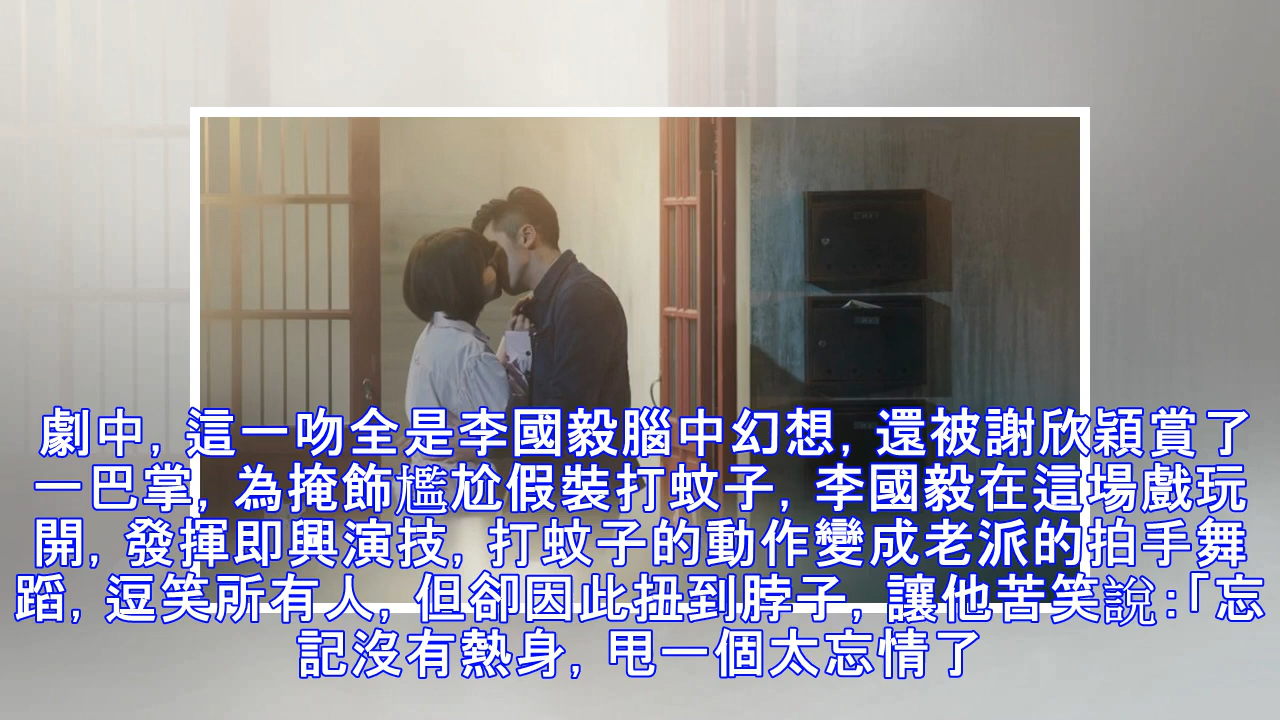 劇中, 這一吻全是李國毅腦中幻想, 還被謝欣穎賞了
一巴掌, 為掩飾尷尬假裝打蚊子, 李國毅在這場戲玩
開, 發揮即興演技, 打蚊子的動作變成老派的拍手舞
蹈, 逗笑所有人, 但卻因此扭到脖子, 讓他苦笑說:「忘
記沒有熱身, 甩一個太忘情了